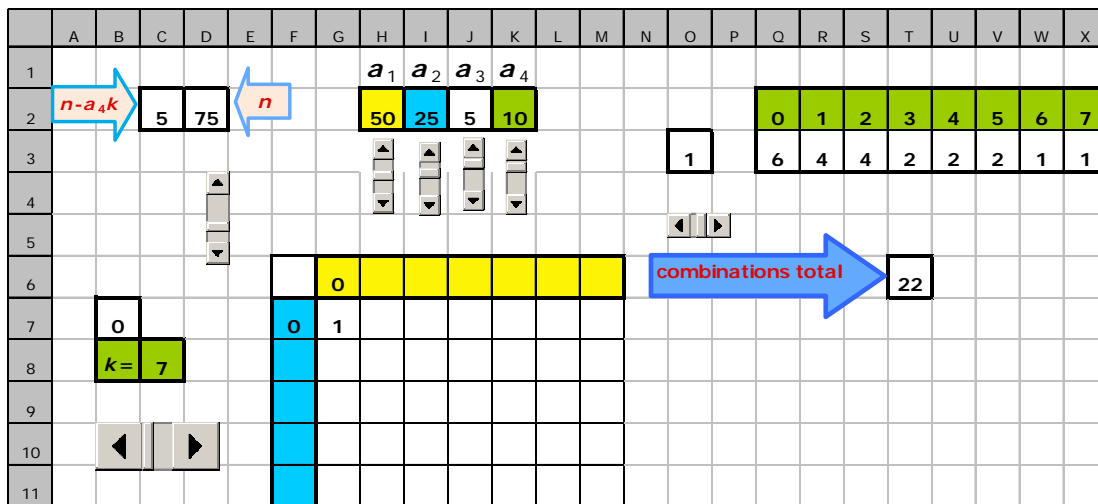 A B C D E F G H I J K L M N O P Q R S T U V W X
1 a₁ a₂ a₃ a₄
2 n-a₄k 5 75 n 50 25 5 10 0 1 2 3 4 5 6 7
3 1 6 4 4 2 2 2 1 1
4
5
6 0 combinations total 22
7 0 0 1
8 k= 7
9
10
11